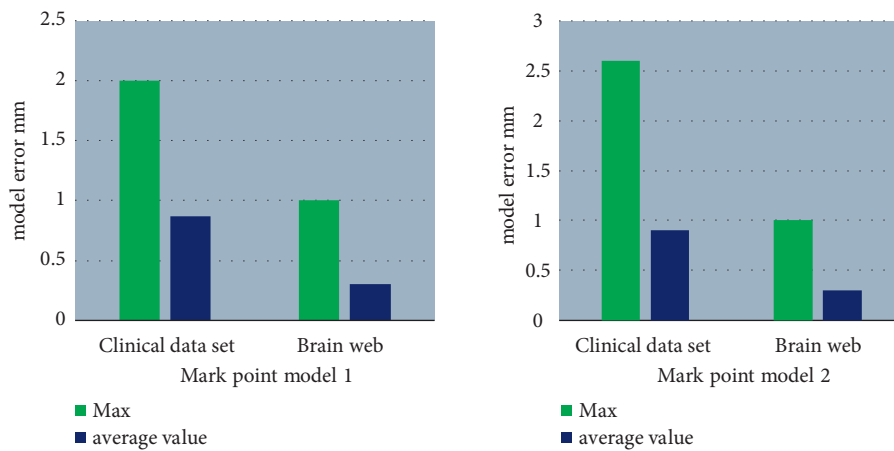 2.5
2
1.5
1
0.5
0
model error mm
Clinical data set
Brain web
Mark point model 1
Max
average value
3
2.5
2
1.5
1
0.5
0
model error mm
Clinical data set
Brain web
Mark point model 2
Max
average value